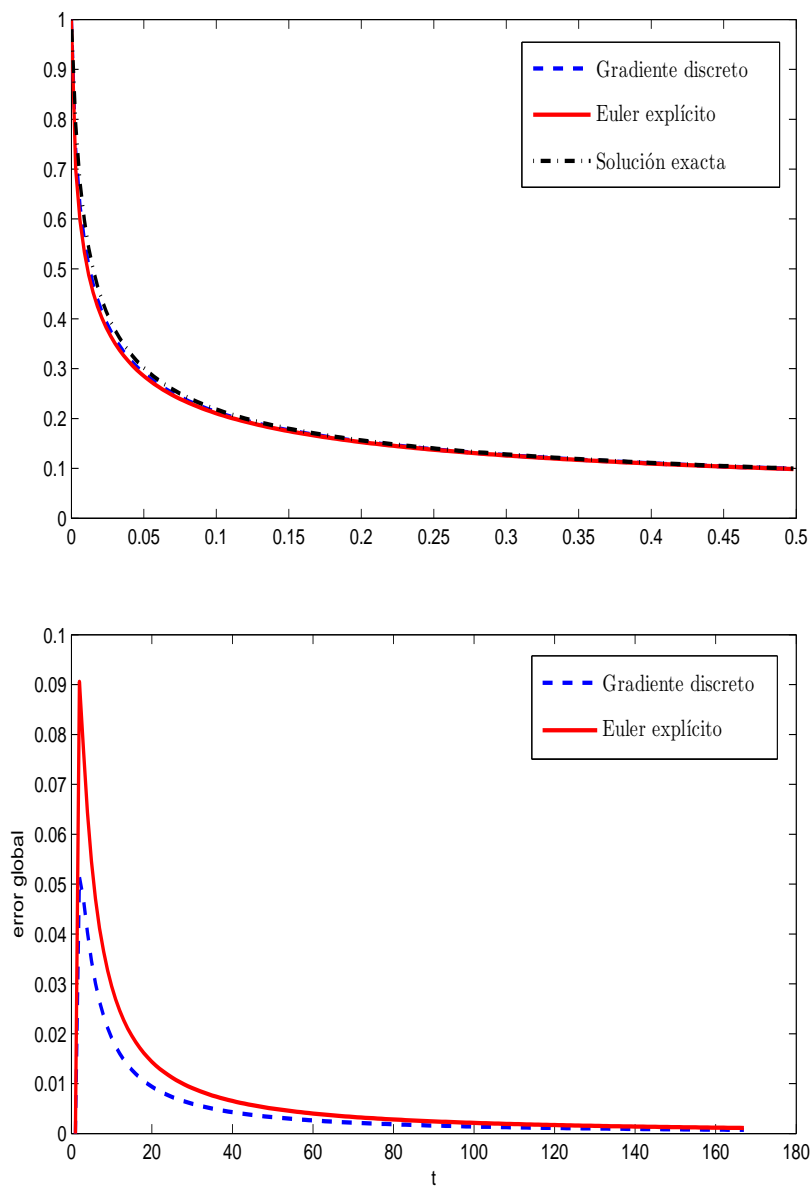 1
0.9
0.8
0.7
0.6
0.5
0.4
0.3
0.2
0.1
0
0 0.05 0.1 0.15 0.2 0.25 0.3 0.35 0.4 0.45 0.5
Gradiente discreto
Euler explícito
Solución exacta
0.1
0.09
0.08
0.07
0.06
0.05
0.04
0.03
0.02
0.01
0
error global
0 20 40 60 80 100 120 140 160 180
t
Gradiente discreto
Euler explícito